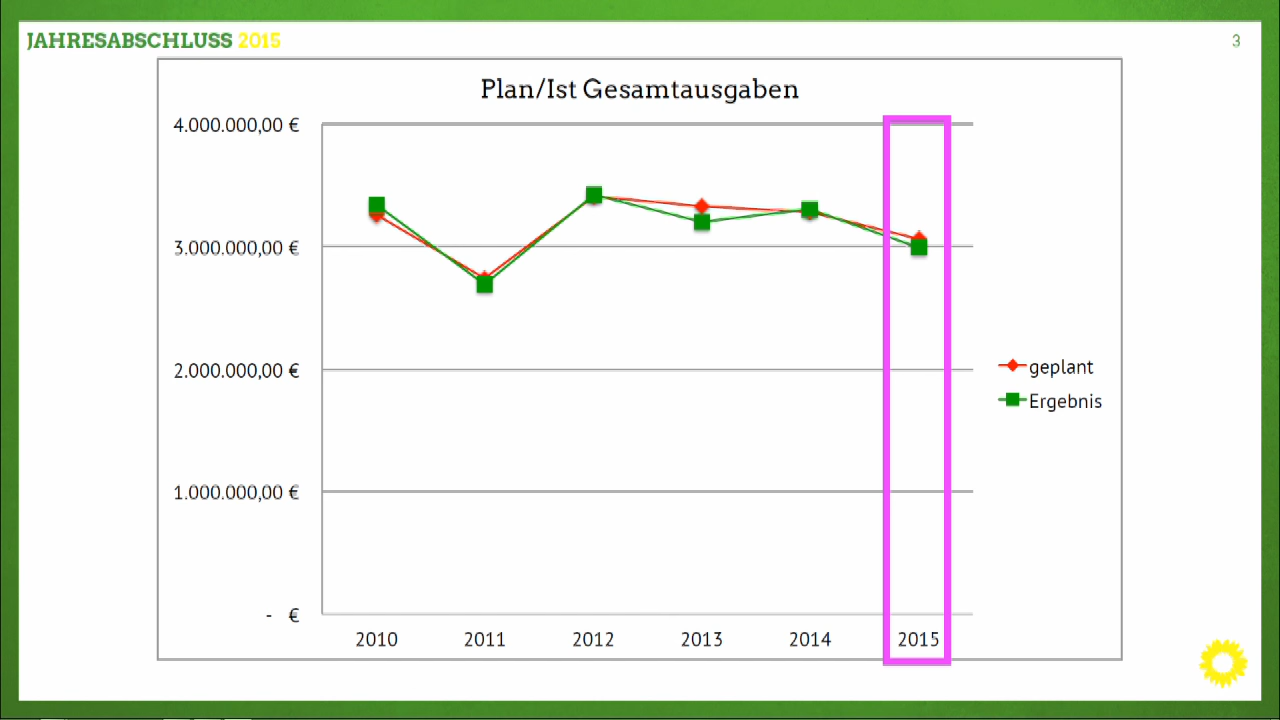 JAHRESABSCHLUSS 2015
3
Plan/Ist Gesamtausgaben
4.000.000,00 €
3.000.000,00 €
2.000.000,00 €
1.000.000,00 €
- €
2010 2011 2012 2013 2014 2015
geplant
Ergebnis